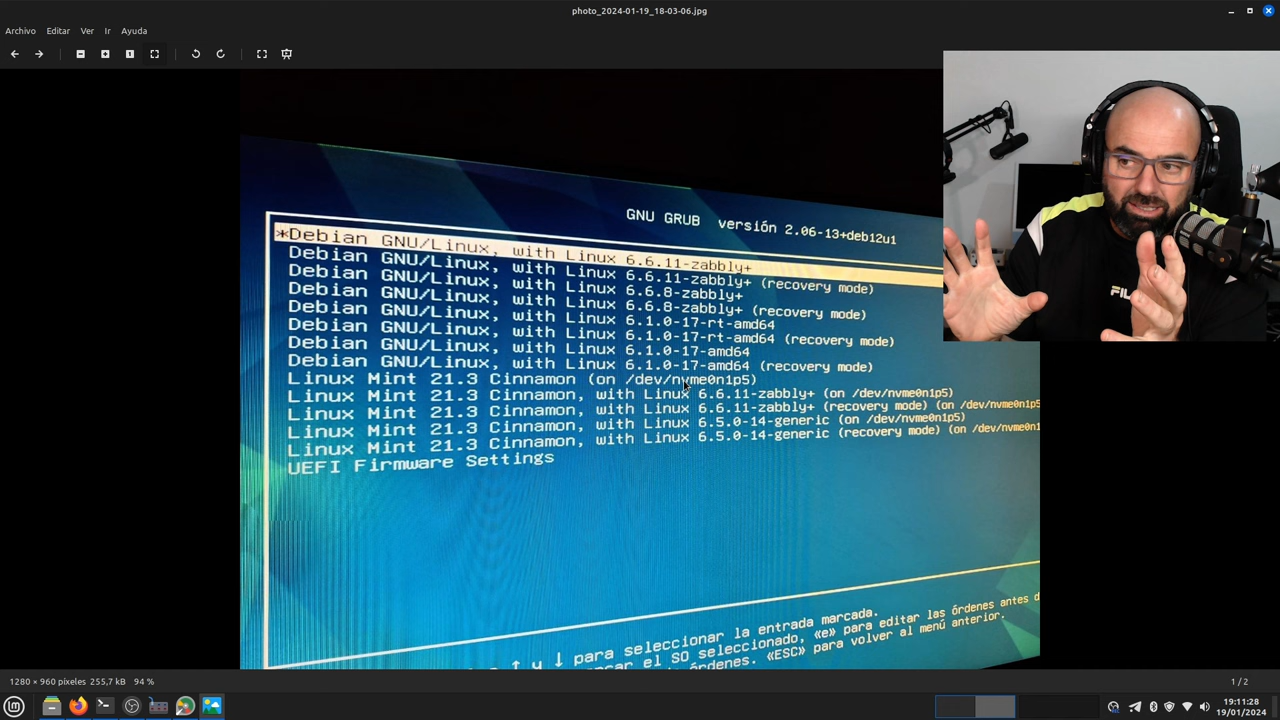 photo_2024-01-19_18-03-06.jpg
Archivo Editar Ver Ir Ayuda
GNU GRUB versión 2.06-13+deb12u1
*Debian GNU/Linux, with Linux 6.6.11-zabbly+
Debian GNU/Linux, with Linux 6.6.11-zabbly+ (recovery mode)
Debian GNU/Linux, with Linux 6.6.8-zabbly+
Debian GNU/Linux, with Linux 6.6.8-zabbly+ (recovery mode)
Debian GNU/Linux, with Linux 6.1.0-17-rt-amd64
Debian GNU/Linux, with Linux 6.1.0-17-rt-amd64 (recovery mode)
Debian GNU/Linux, with Linux 6.1.0-17-amd64
Debian GNU/Linux, with Linux 6.1.0-17-amd64 (recovery mode)
Linux Mint 21.3 Cinnamon (on /dev/nvme0n1p5)
Linux Mint 21.3 Cinnamon, with Linux 6.6.11-zabbly+ (on /dev/nvme0n1p5)
Linux Mint 21.3 Cinnamon, with Linux 6.6.11-zabbly+ (recovery mode) (on /dev/nvme0n1p5
Linux Mint 21.3 Cinnamon, with Linux 6.5.0-14-generic (on /dev/nvme0n1p5)
Linux Mint 21.3 Cinnamon, with Linux 6.5.0-14-generic (recovery mode) (on /dev/nvme0n1
UEFI Firmware Settings
↑ y ↓ para seleccionar la entrada marcada.
el SO seleccionado, «e» para editar las órdenes antes d
órdenes. «ESC» para volver al menú anterior.
FILA
1280 × 960 píxeles 255,7 kB 94 %
1 / 2
19:11:28
19/01/2024